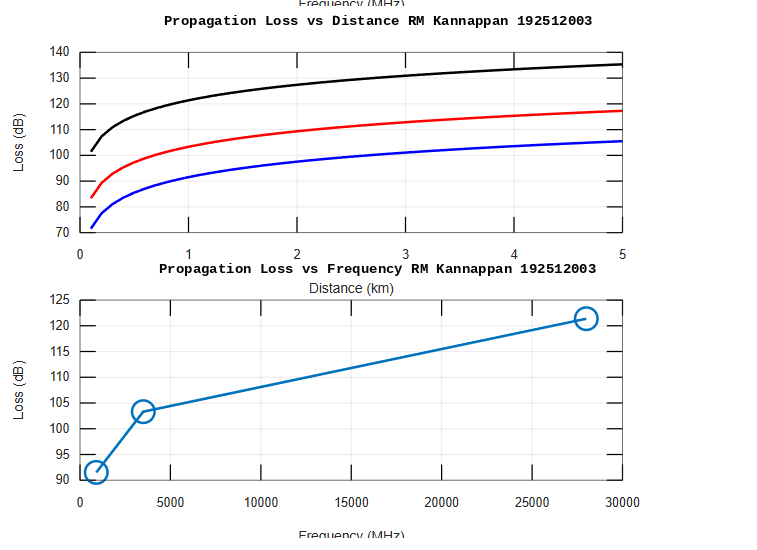 Frequency (MHz)
Propagation Loss vs Distance RM Kannappan 192512003
140
130
120
110
100
90
80
70
Loss (dB)
0 1 2 3 4 5
Propagation Loss vs Frequency RM Kannappan 192512003
Distance (km)
125
120
115
110
105
100
95
90
Loss (dB)
0 5000 10000 15000 20000 25000 30000
Frequency (MHz)